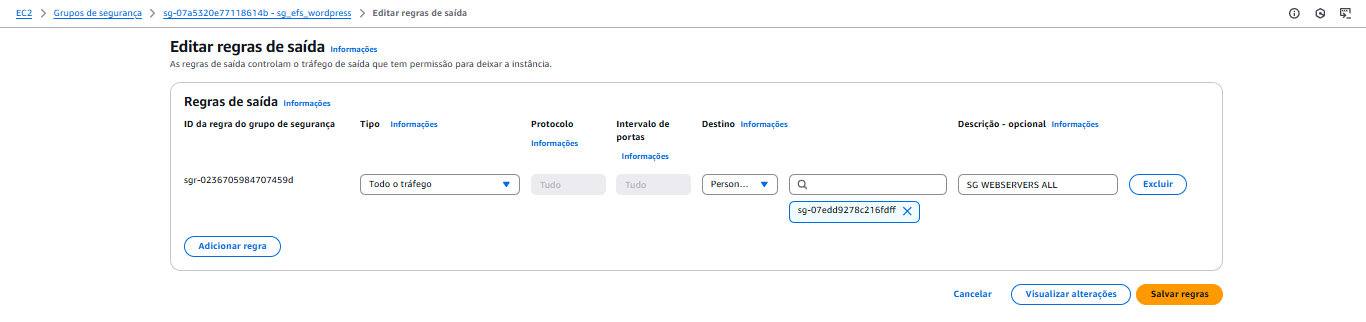 EC2 > Grupos de segurança > sg-07a5320e77118614b - sg_efs_wordpress > Editar regras de saída
Editar regras de saída Informações
As regras de saída controlam o tráfego de saída que tem permissão para deixar a instância.
Regras de saída Informações
ID da regra do grupo de segurança Tipo Informações Protocolo Informações Intervalo de portas Informações Destino Informações Descrição - opcional Informações
sgr-0236705984707459d Todo o tráfego Tudo Tudo Person... SG WEBSERVERS ALL Excluir
sg-07edd9278c216fdff
Adicionar regra
Cancelar Visualizar alterações Salvar regras